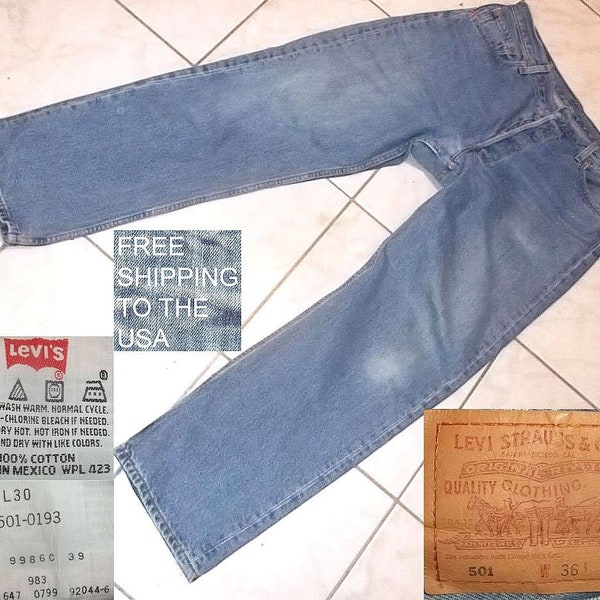 FREE
SHIPPING
TO THE
USA
LEVI'S
®
WASH WARM. NORMAL CYCLE.
-CHLORINE BLEACH IF NEEDED.
RY HOT. HOT IRON IF NEEDED.
ND DRY WITH LIKE COLORS.
100% COTTON
IN MEXICO WPL 423
L30
501-0193
9986C 39
983
647 0799 92044-6
LEVI STRAUSS & C
SAN FRANCISCO, CAL.
QUALITY CLOTHING.
501 W 36